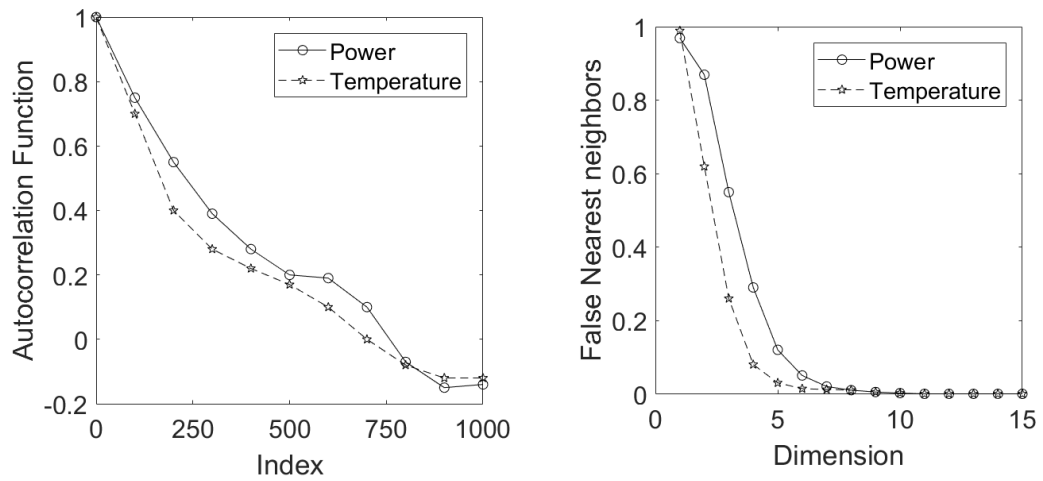 Autocorrelation Function
1
0.8
0.6
0.4
0.2
0
-0.2
0
250
500
750
1000
Index
Power
Temperature
False Nearest neighbors
1
0.8
0.6
0.4
0.2
0
0
5
10
15
Dimension
Power
Temperature